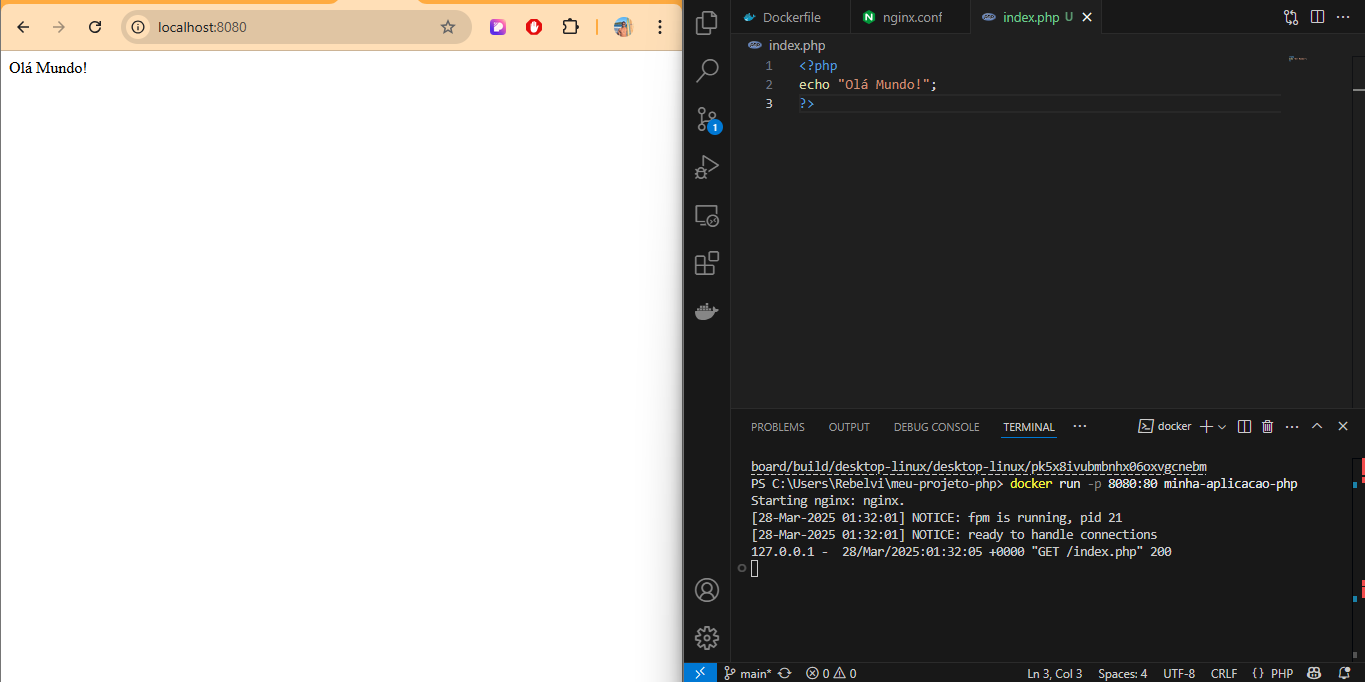 localhost:8080
Olá Mundo!
Dockerfile
nginx.conf
index.php U
index.php
1 <?php
2 echo "Olá Mundo!";
3 ?>
1
PROBLEMS OUTPUT DEBUG CONSOLE TERMINAL
docker
board/build/desktop-linux/desktop-linux/pk5x8ivubmbnhx06oxvgcnebm
PS C:\Users\Rebelvi\meu-projeto-php> docker run -p 8080:80 minha-aplicacao-php
Starting nginx: nginx.
[28-Mar-2025 01:32:01] NOTICE: fpm is running, pid 21
[28-Mar-2025 01:32:01] NOTICE: ready to handle connections
127.0.0.1 -  28/Mar/2025:01:32:05 +0000 "GET /index.php" 200
main* 0 0 Ln 3, Col 3 Spaces: 4 UTF-8 CRLF {} PHP